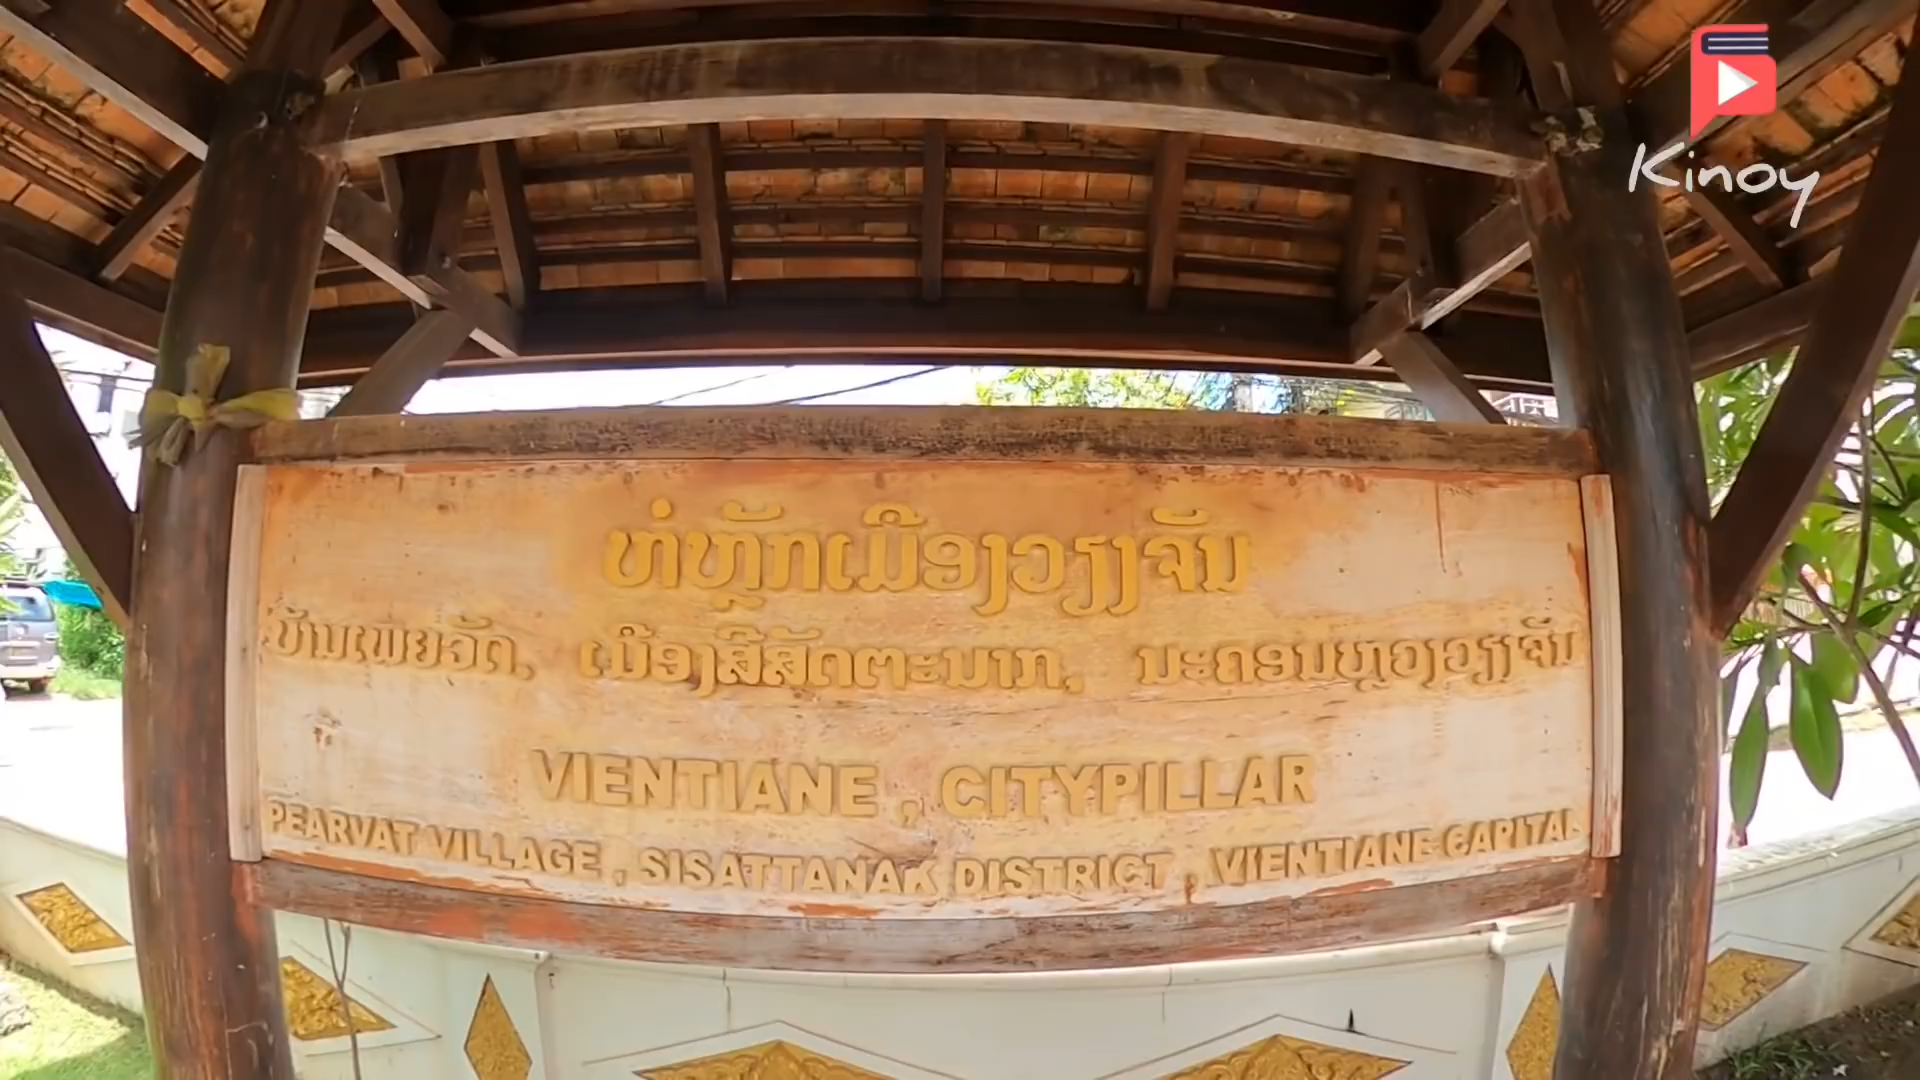 Kinoy
ຫໍຫຼັກເມືອງວຽງຈັນ
ບ້ານເພຍວັດ, ເມືອງສີສັດຕະນາກ, ນະຄອນຫຼວງວຽງຈັນ
VIENTIANE , CITYPILLAR
PEARVAT VILLAGE , SISATTANAK DISTRICT , VIENTIANE CAPITAL